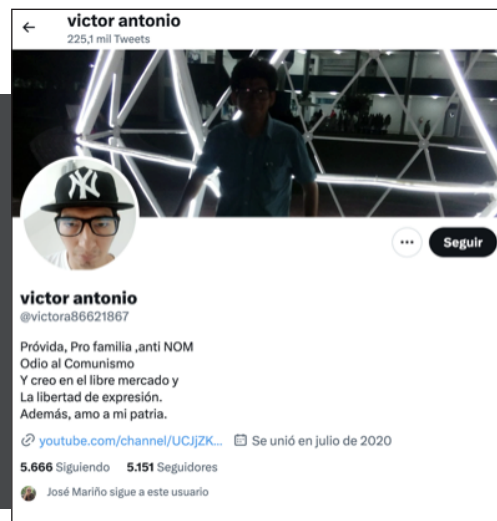 victor antonio
225,1 mil Tweets
NY
Seguir
victor antonio
@victora86621867
Próvida, Pro familia ,anti NOM
Odio al Comunismo
Y creo en el libre mercado y
La libertad de expresión.
Además, amo a mi patria.
youtube.com/channel/UCJjZK... Se unió en julio de 2020
5.666 Siguiendo 5.151 Seguidores
José Mariño sigue a este usuario